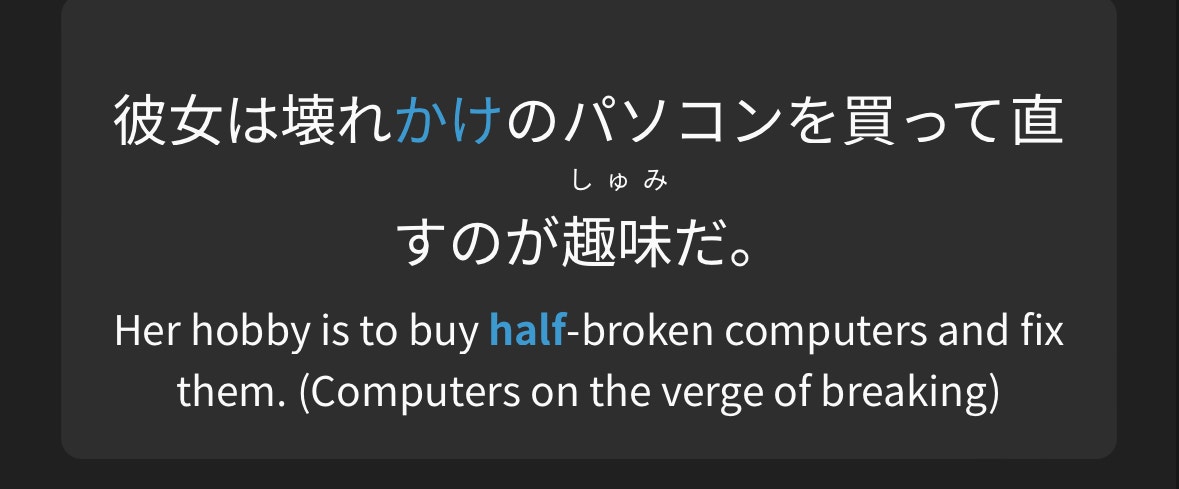 彼女は壊れかけのパソコンを買って直
しゅみ
すのが趣味だ。
Her hobby is to buy half-broken computers and fix
them. (Computers on the verge of breaking)